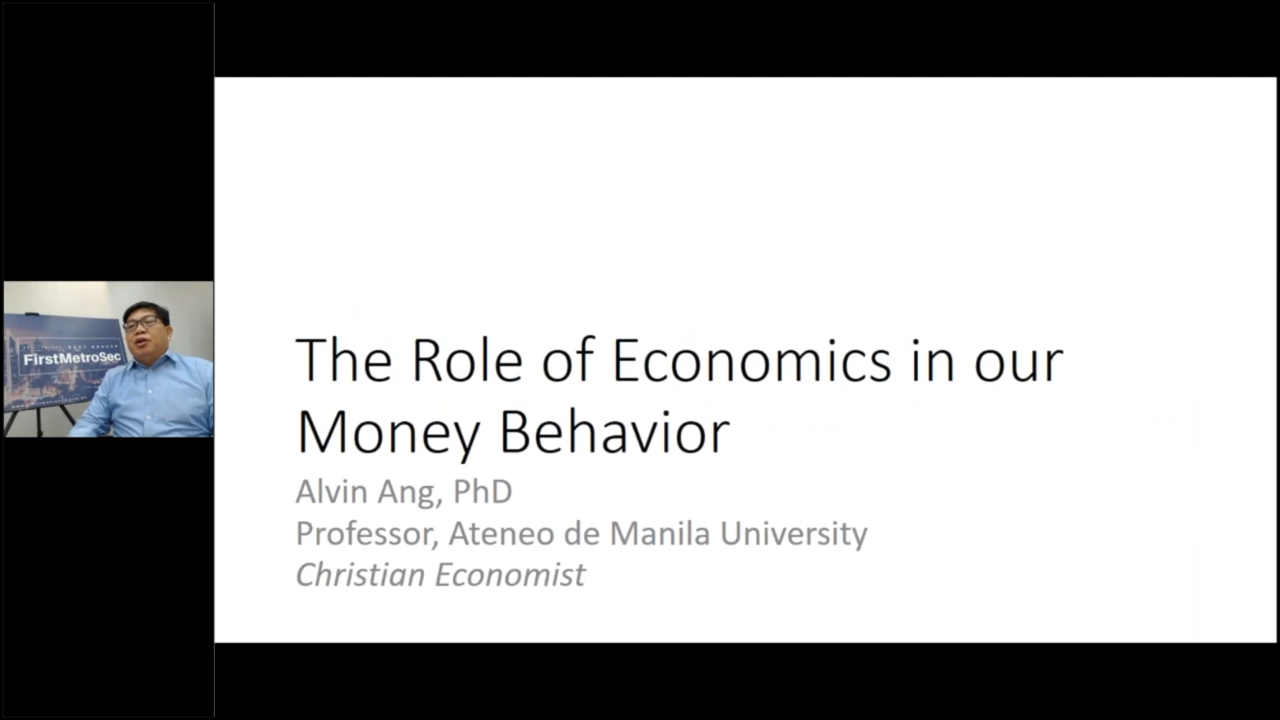 FirstMetroSec
The Role of Economics in our
Money Behavior
Alvin Ang, PhD
Professor, Ateneo de Manila University
Christian Economist